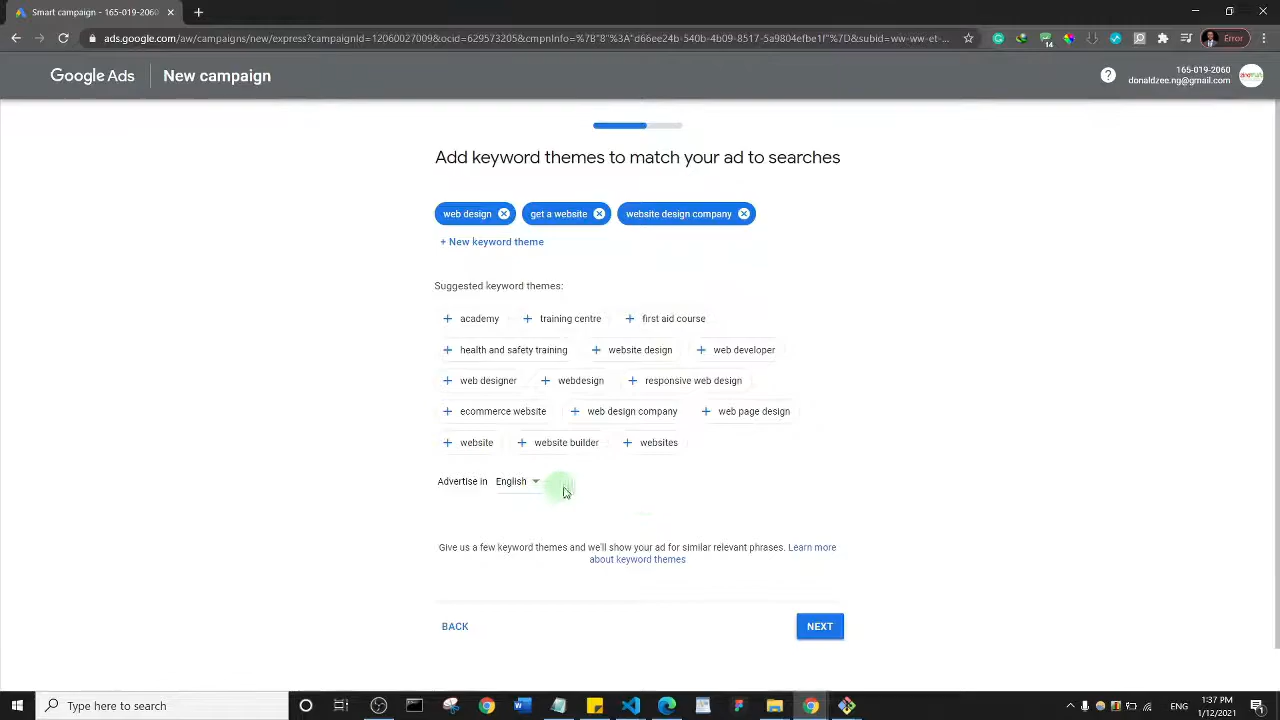 Smart campaign - 165-019-2060
ads.google.com/aw/campaigns/new/express?campaignId=12060027009&ocid=629573205&cmpnInfo=%7B"8"%3A"d66ee24b-540b-4b09-8517-5a9804efbe1f"%7D&subid=ww-ww-et-...
14
Error
Google Ads
New campaign
165-019-2060
donaldzee.ng@gmail.com
Add keyword themes to match your ad to searches
web design get a website website design company
+ New keyword theme
Suggested keyword themes:
+ academy + training centre + first aid course
+ health and safety training + website design + web developer
+ web designer + webdesign + responsive web design
+ ecommerce website + web design company + web page design
+ website + website builder + websites
Advertise in English
Give us a few keyword themes and we'll show your ad for similar relevant phrases. Learn more
about keyword themes
BACK NEXT
Type here to search
ENG
1:37 PM
1/12/2021